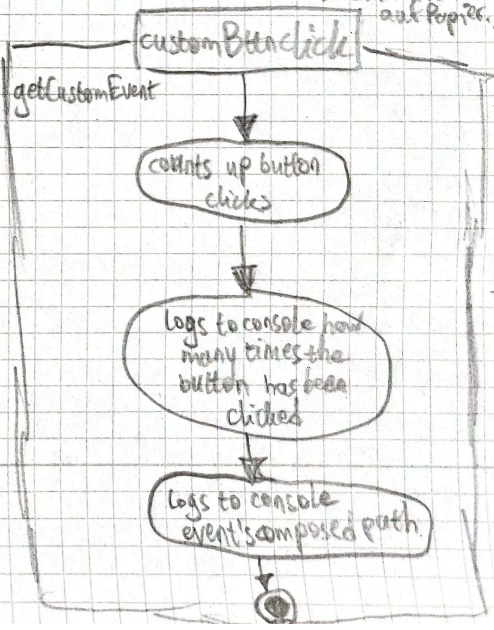 auf Papier.
customBtnclick
getCustomEvent
counts up button
clicks
Logs to console how
many times the
button has been
clicked
Logs to console
event's composed path.